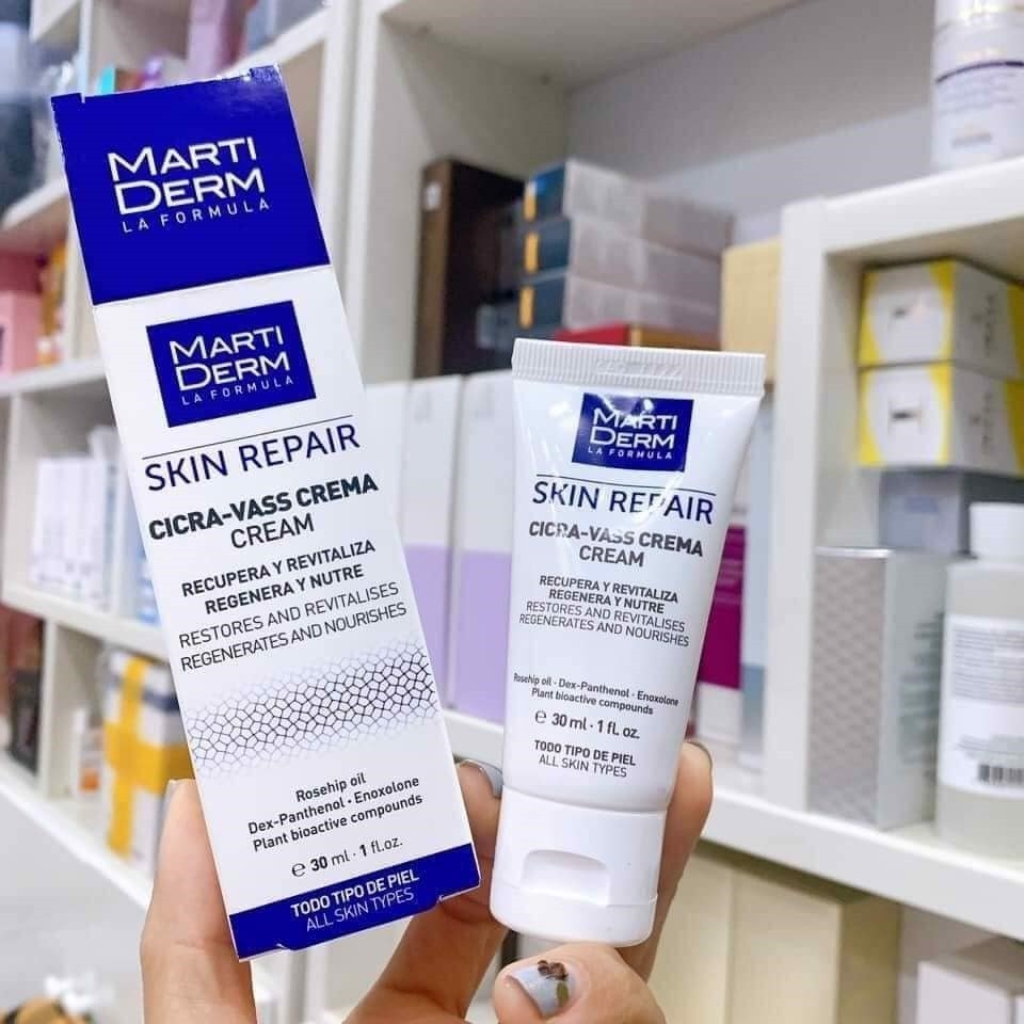 MARTI
DERM
LA FORMULA
MARTI
DERM
LA FORMULA
SKIN REPAIR
CICRA-VASS CREMA
CREAM
RECUPERA Y REVITALIZA
REGENERA Y NUTRE
RESTORES AND REVITALISES
REGENERATES AND NOURISHES
Rosehip oil
Dex-Panthenol · Enoxolone
Plant bioactive compounds
℮ 30 ml · 1 fl.oz.
TODO TIPO DE PIEL
ALL SKIN TYPES
MARTI
DERM
LA FORMULA
SKIN REPAIR
CICRA-VASS CREMA
CREAM
RECUPERA Y REVITALIZA
REGENERA Y NUTRE
RESTORES AND REVITALISES
REGENERATES AND NOURISHES
Rosehip oil · Dex-Panthenol · Enoxolone
Plant bioactive compounds
℮ 30 ml · 1 fl. oz.
TODO TIPO DE PIEL
ALL SKIN TYPES